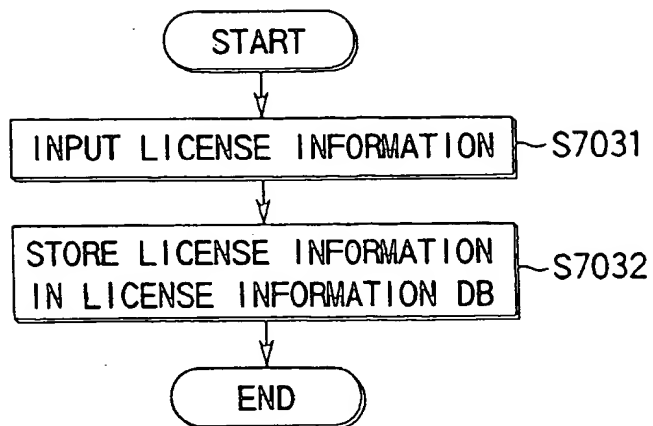 START
INPUT LICENSE INFORMATION
S7031
STORE LICENSE INFORMATION
IN LICENSE INFORMATION DB
S7032
END